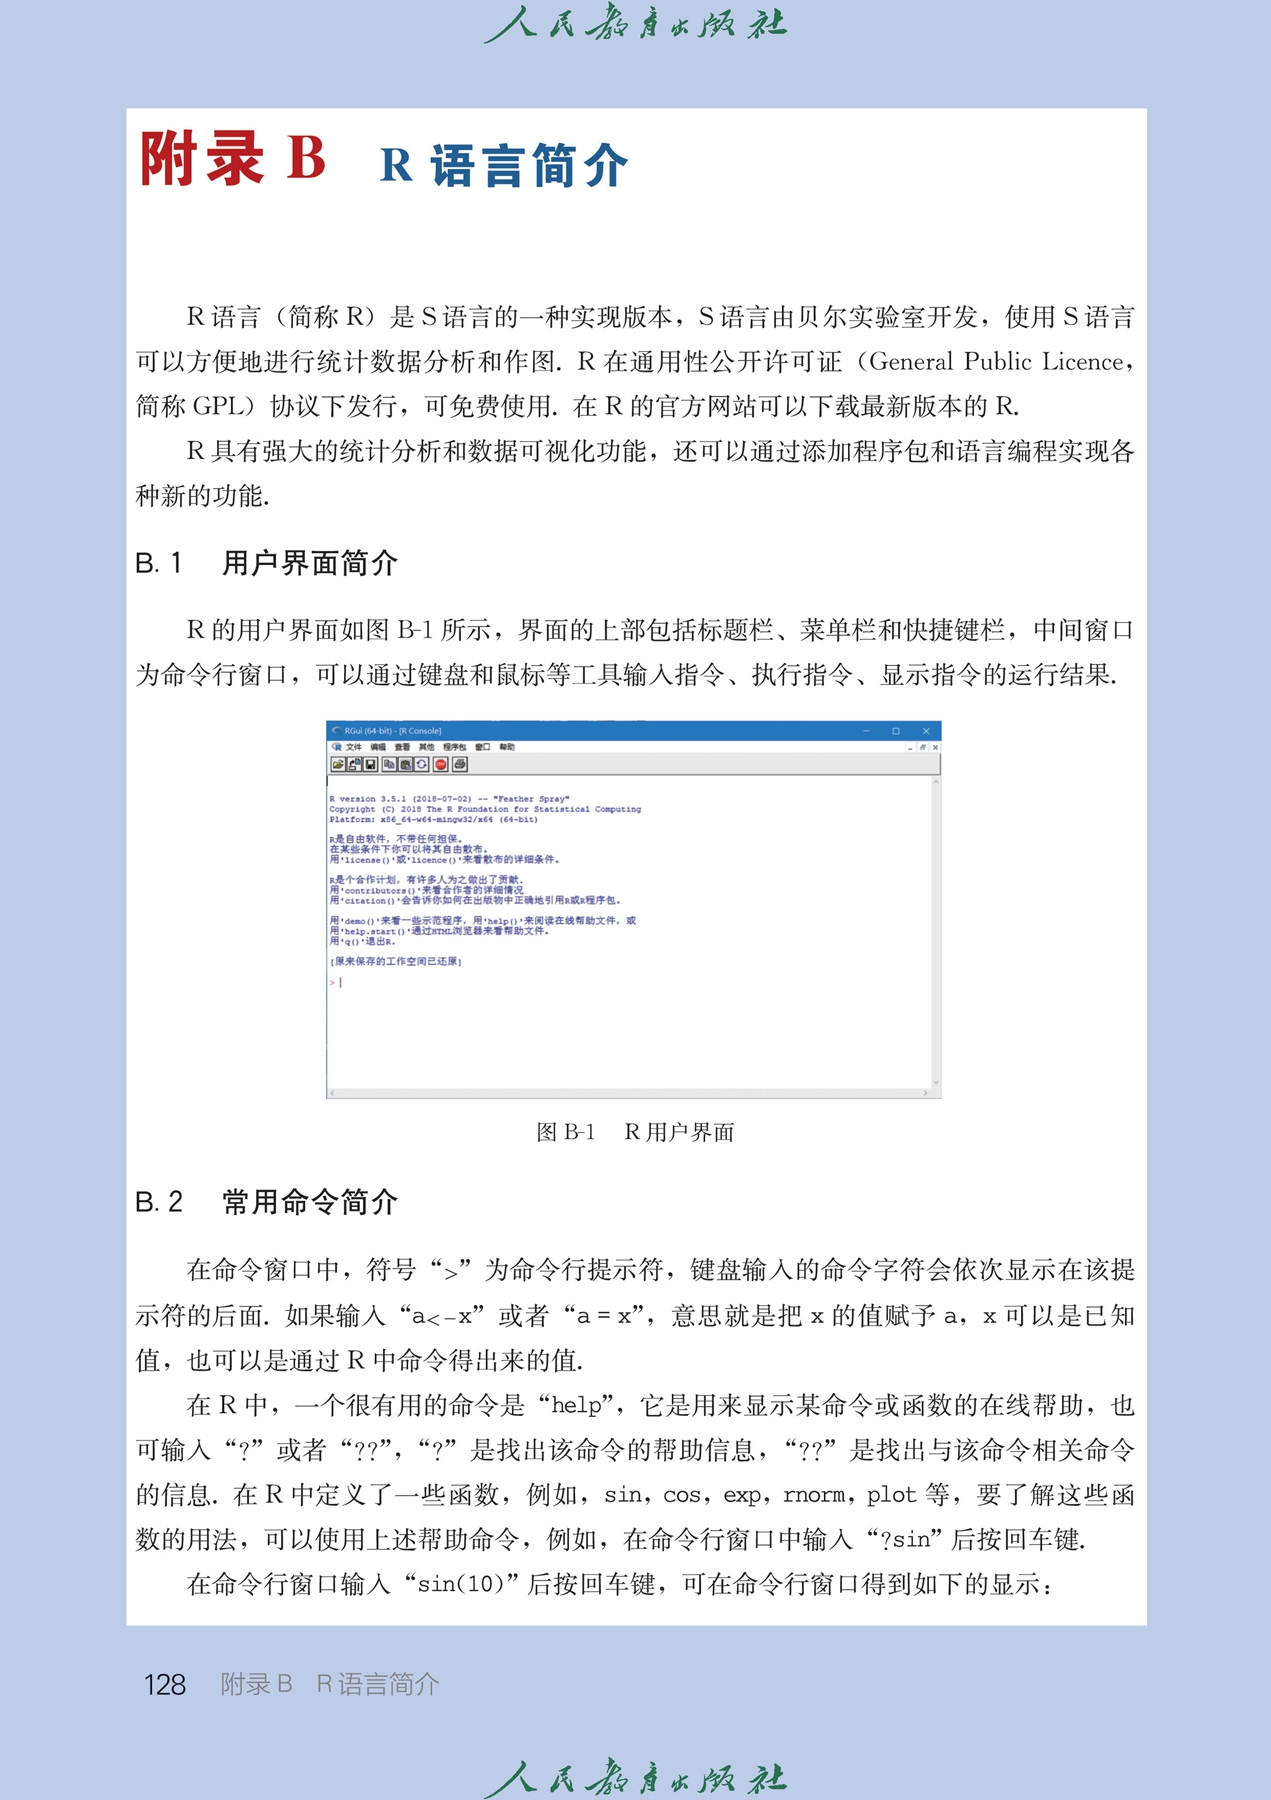 人民教育出版社
附录 B R 语言简介
R 语言（简称 R）是 S 语言的一种实现版本，S 语言由贝尔实验室开发，使用 S 语言
可以方便地进行统计数据分析和作图. R 在通用性公开许可证（General Public Licence，
简称 GPL）协议下发行，可免费使用. 在 R 的官方网站可以下载最新版本的 R.
R 具有强大的统计分析和数据可视化功能，还可以通过添加程序包和语言编程实现各
种新的功能.
B. 1 用户界面简介
R 的用户界面如图 B-1 所示，界面的上部包括标题栏、菜单栏和快捷键栏，中间窗口
为命令行窗口，可以通过键盘和鼠标等工具输入指令、执行指令、显示指令的运行结果.
RGui (64-bit) - [R Console]
文件 编辑 查看 其他 程序包 窗口 帮助
R version 3.5.1 (2018-07-02) -- "Feather Spray"
Copyright (C) 2018 The R Foundation for Statistical Computing
Platform: x86_64-w64-mingw32/x64 (64-bit)
R是自由软件，不带任何担保。
在某些条件下你可以将其自由散布。
用'license()'或'licence()'来看散布的详细条件。
R是个合作计划，有许多人为之做出了贡献.
用'contributors()'来看合作者的详细情况
用'citation()'会告诉你如何在出版物中正确地引用R或R程序包。
用'demo()'来看一些示范程序，用'help()'来阅读在线帮助文件，或
用'help.start()'通过HTML浏览器来看帮助文件。
用'q()'退出R.
[原来保存的工作空间已还原]
>
图 B-1 R 用户界面
B. 2 常用命令简介
在命令窗口中，符号“>”为命令行提示符，键盘输入的命令字符会依次显示在该提
示符的后面. 如果输入“a<-x”或者“a = x”，意思就是把 x 的值赋予 a，x 可以是已知
值，也可以是通过 R 中命令得出来的值.
在 R 中，一个很有用的命令是“help”，它是用来显示某命令或函数的在线帮助，也
可输入“?”或者“??”，“?”是找出该命令的帮助信息，“??”是找出与该命令相关命令
的信息. 在 R 中定义了一些函数，例如，sin，cos，exp，rnorm，plot 等，要了解这些函
数的用法，可以使用上述帮助命令，例如，在命令行窗口中输入“?sin”后按回车键.
在命令行窗口输入“sin(10)”后按回车键，可在命令行窗口得到如下的显示：
128 附录 B R 语言简介
人民教育出版社